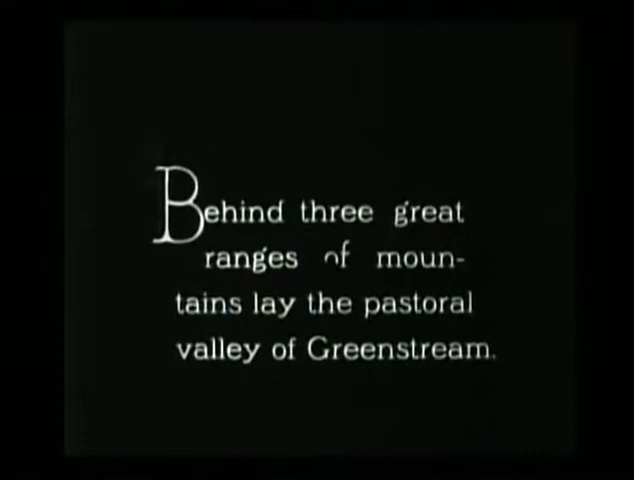 Behind three great
ranges of moun-
tains lay the pastoral
valley of Greenstream.